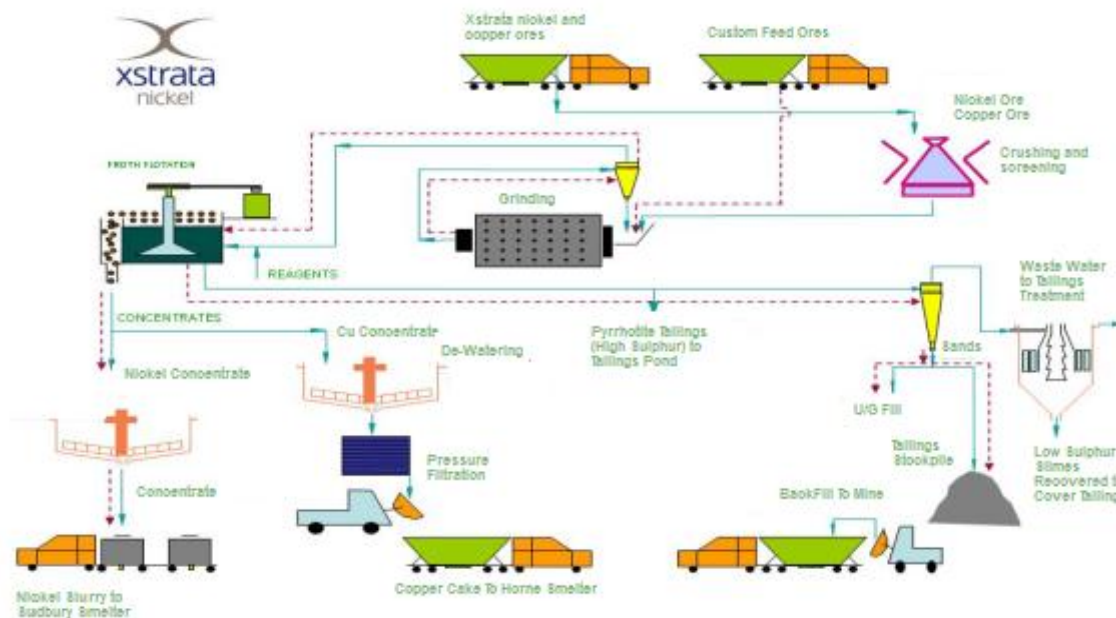 xstrata
nickel
Xstrata nickel and
copper ores
Custom Feed Ores
Nickel Ore
Copper Ore
Crushing and
screening
FROTH FLOTATION
Grinding
REAGENTS
CONCENTRATES
Cu Concentrate
De-Watering
Nickel Concentrate
Pyrrhotite Tailings
(High Sulphur) to
Tailings Pond
Waste Water
to Tailings
Treatment
Sands
U/G Fill
Tailings
Stockpile
Low Sulphur
Slimes
Recovered t
Cover Tailing
Pressure
Filtration
Concentrate
BackFill To Mine
Copper Cake To Horne Smelter
Nickel Slurry to
Sudbury Smelter